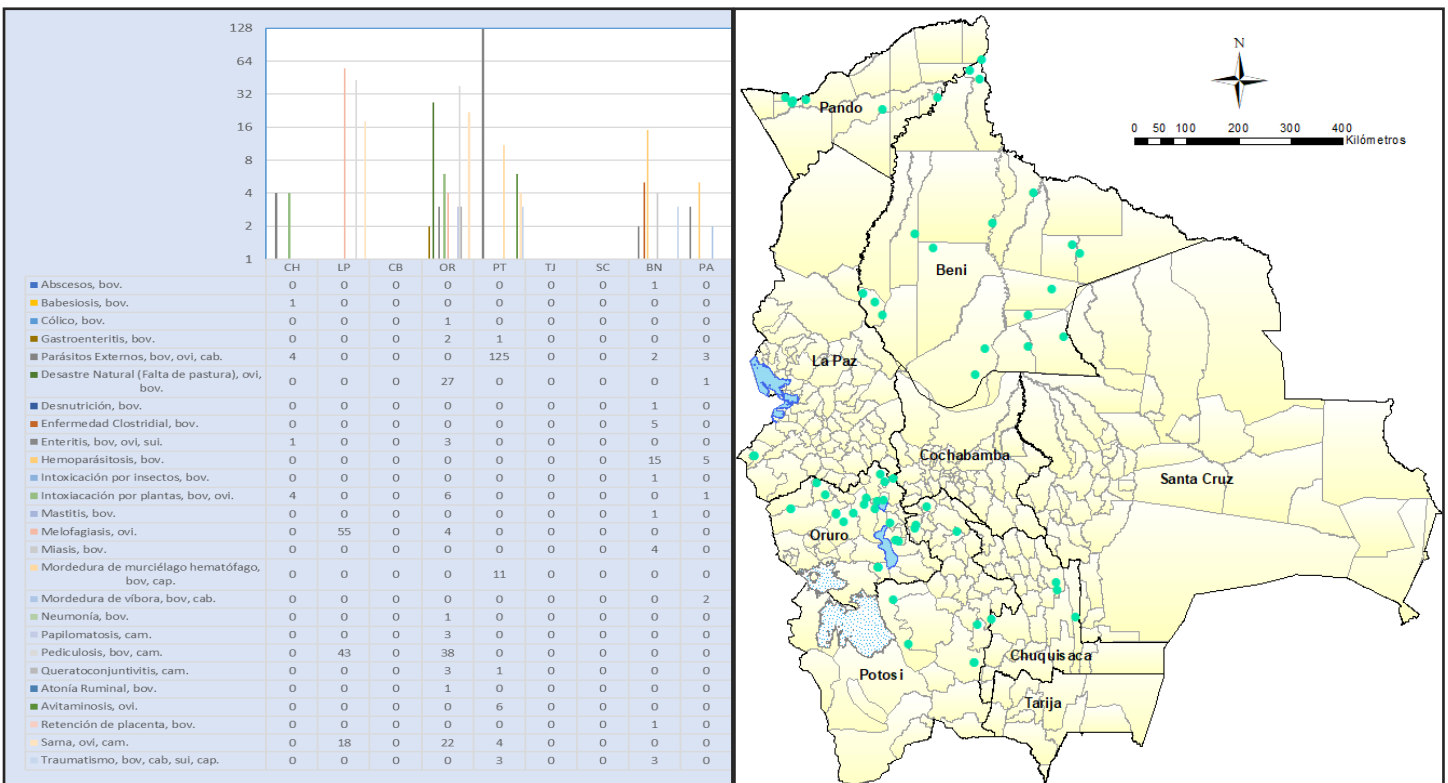 128
64
32
16
8
4
2
1
CH LP CB OR PT TJ SC BN PA
Abscesos, bov. 0 0 0 0 0 0 0 1 0
Babesiosis, bov. 1 0 0 0 0 0 0 0 0
Cólico, bov. 0 0 0 1 0 0 0 0 0
Gastroenteritis, bov. 0 0 0 2 1 0 0 0 0
Parásitos Externos, bov, ovi, cab. 4 0 0 0 125 0 0 2 3
Desastre Natural (Falta de pastura), ovi,
bov. 0 0 0 27 0 0 0 0 1
Desnutrición, bov. 0 0 0 0 0 0 0 1 0
Enfermedad Clostridial, bov. 0 0 0 0 0 0 0 5 0
Enteritis, bov, ovi, sui. 1 0 0 3 0 0 0 0 0
Hemoparásitosis, bov. 0 0 0 0 0 0 0 15 5
Intoxicación por insectos, bov. 0 0 0 0 0 0 0 1 0
Intoxiacación por plantas, bov, ovi. 4 0 0 6 0 0 0 0 1
Mastitis, bov. 0 0 0 0 0 0 0 1 0
Melofagiasis, ovi. 0 55 0 4 0 0 0 0 0
Miasis, bov. 0 0 0 0 0 0 0 4 0
Mordedura de murciélago hematófago,
bov, cap. 0 0 0 0 11 0 0 0 0
Mordedura de víbora, bov, cab. 0 0 0 0 0 0 0 0 2
Neumonía, bov. 0 0 0 1 0 0 0 0 0
Papilomatosis, cam. 0 0 0 3 0 0 0 0 0
Pediculosis, bov, cam. 0 43 0 38 0 0 0 0 0
Queratoconjuntivitis, cam. 0 0 0 3 1 0 0 0 0
Atonía Ruminal, bov. 0 0 0 1 0 0 0 0 0
Avitaminosis, ovi. 0 0 0 0 6 0 0 0 0
Retención de placenta, bov. 0 0 0 0 0 0 0 1 0
Sarna, ovi, cam. 0 18 0 22 4 0 0 0 0
Traumatismo, bov, cab, sui, cap. 0 0 0 0 3 0 0 3 0
N
0 50 100 200 300 400
Kilómetros
Pando
Beni
La Paz
Cochabamba
Santa Cruz
Oruro
Chuquisaca
Potosi
Tarija